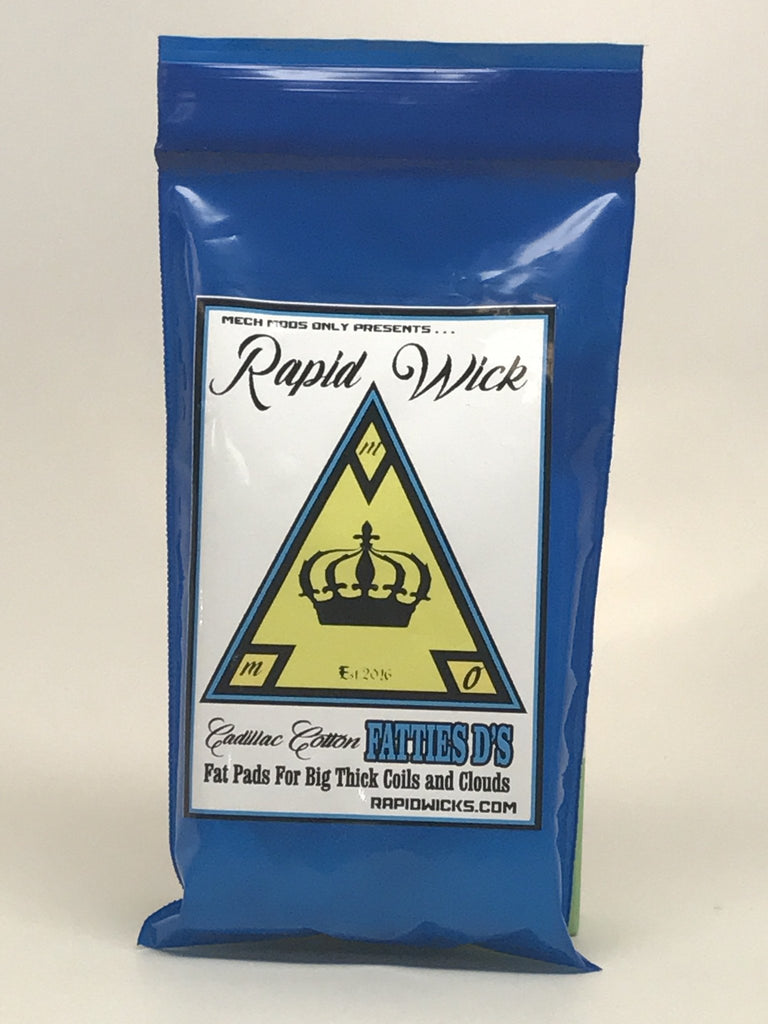 MECH MODS ONLY PRESENTS...
Rapid Wick
m
Est 2016
m O
Cadillac Cotton FATTIES D'S
Fat Pads For Big Thick Coils and Clouds
RAPIDWICKS.COM